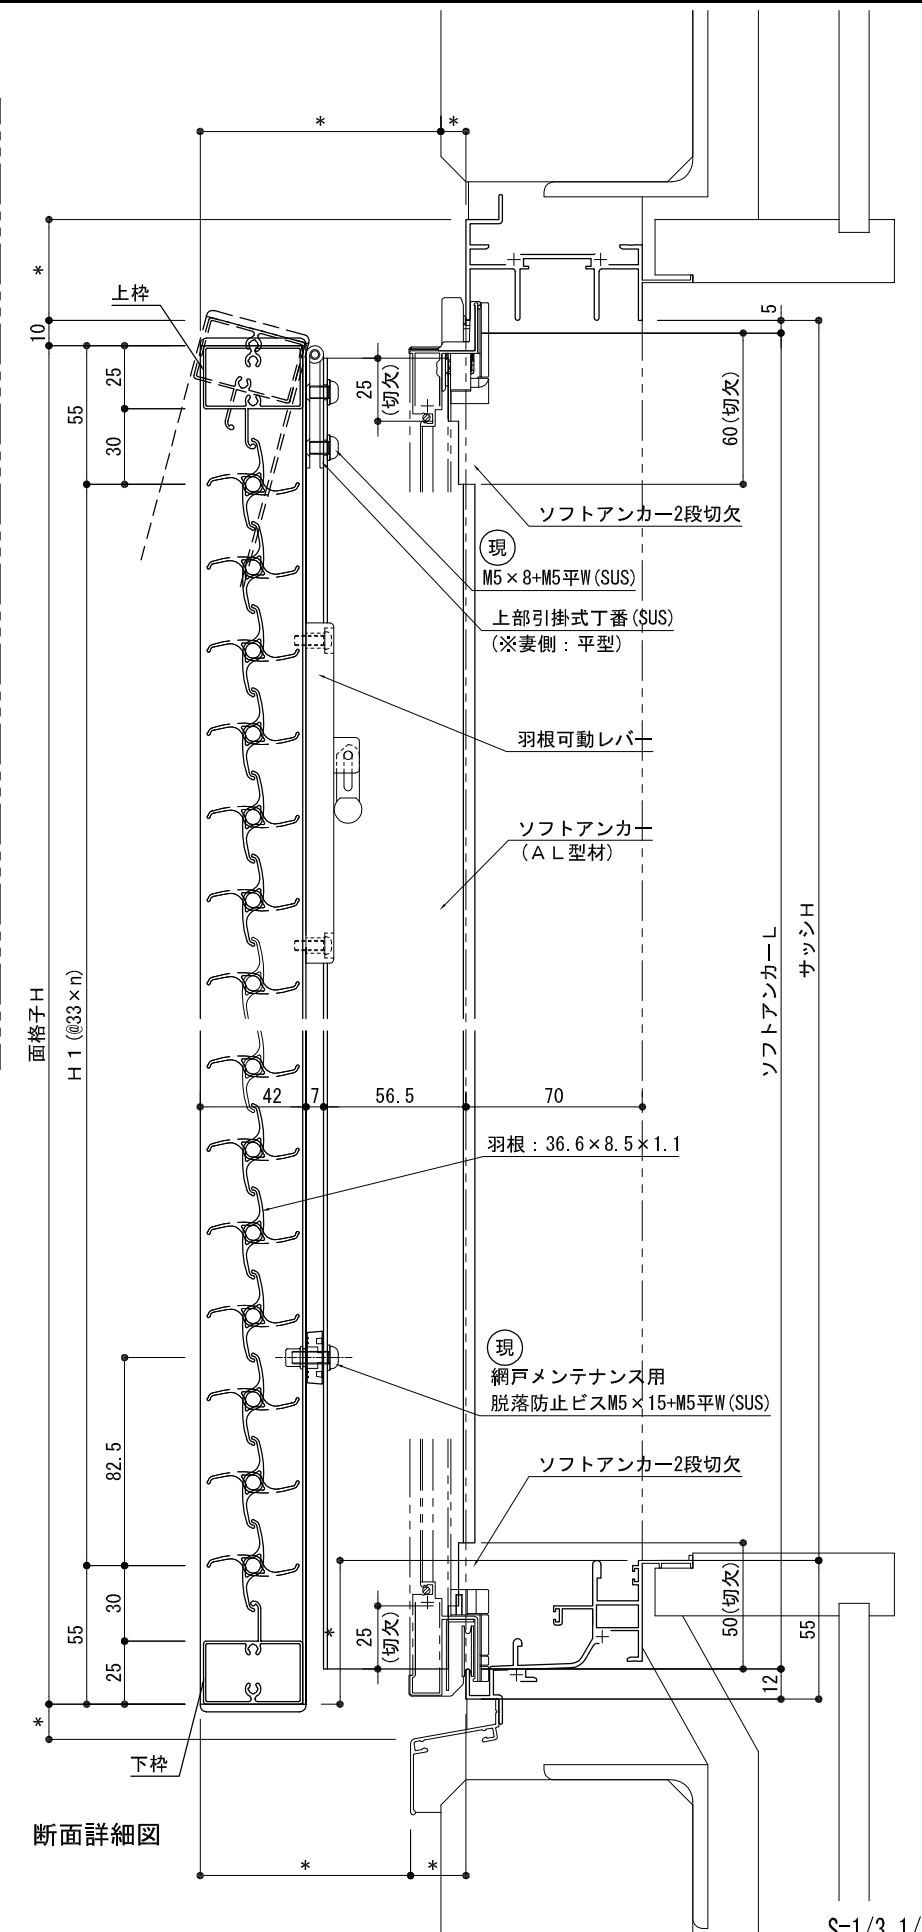 *
*
*
10
上枠
5
25
55
30
25
(切欠)
60(切欠)
ソフトアンカー2段切欠
現
M5×8+M5平W(SUS)
上部引掛式丁番(SUS)
(※妻側：平型)
羽根可動レバー
ソフトアンカー
(ＡＬ型材)
面格子H
H1(@33×n)
ソフトアンカーL
サッシH
42
7
56.5
70
羽根：36.6×8.5×1.1
現
網戸メンテナンス用
脱落防止ビスM5×15+M5平W(SUS)
82.5
ソフトアンカー2段切欠
30
55
25
*
25
(切欠)
50(切欠)
55
12
*
下枠
断面詳細図
*
*
S=1/3,1/